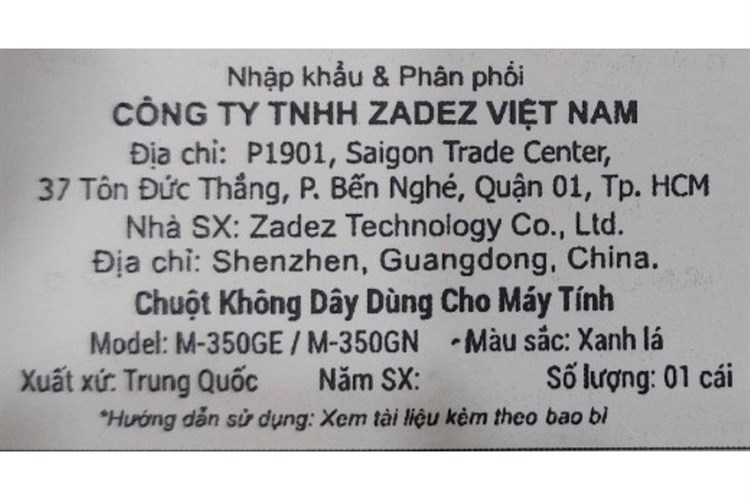 Nhập khẩu & Phân phối
CÔNG TY TNHH ZADEZ VIỆT NAM
Địa chỉ: P1901, Saigon Trade Center,
37 Tôn Đức Thắng, P. Bến Nghé, Quận 01, Tp. HCM
Nhà SX: Zadez Technology Co., Ltd.
Địa chỉ: Shenzhen, Guangdong, China.
Chuột Không Dây Dùng Cho Máy Tính
Model: M-350GE / M-350GN - Màu sắc: Xanh lá
Xuất xứ: Trung Quốc Năm SX: Số lượng: 01 cái
*Hướng dẫn sử dụng: Xem tài liệu kèm theo bao bì